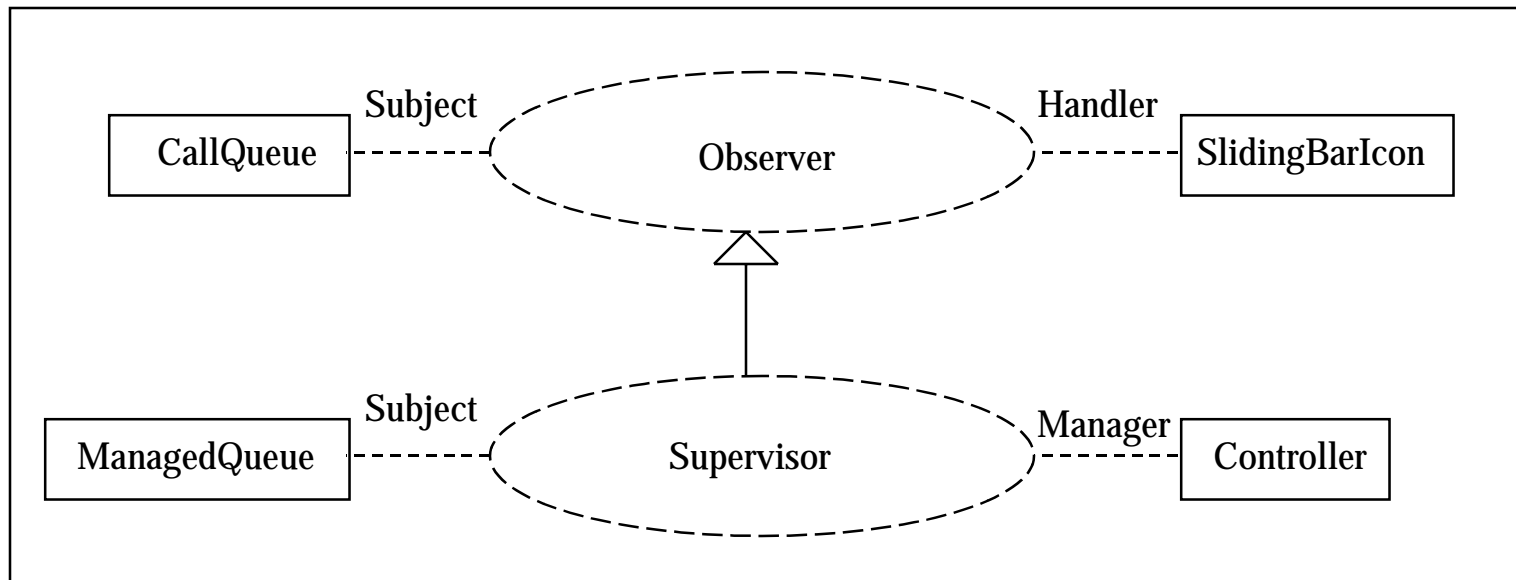 Subject
Handler
CallQueue
Observer
SlidingBarIcon
Subject
Manager
ManagedQueue
Supervisor
Controller